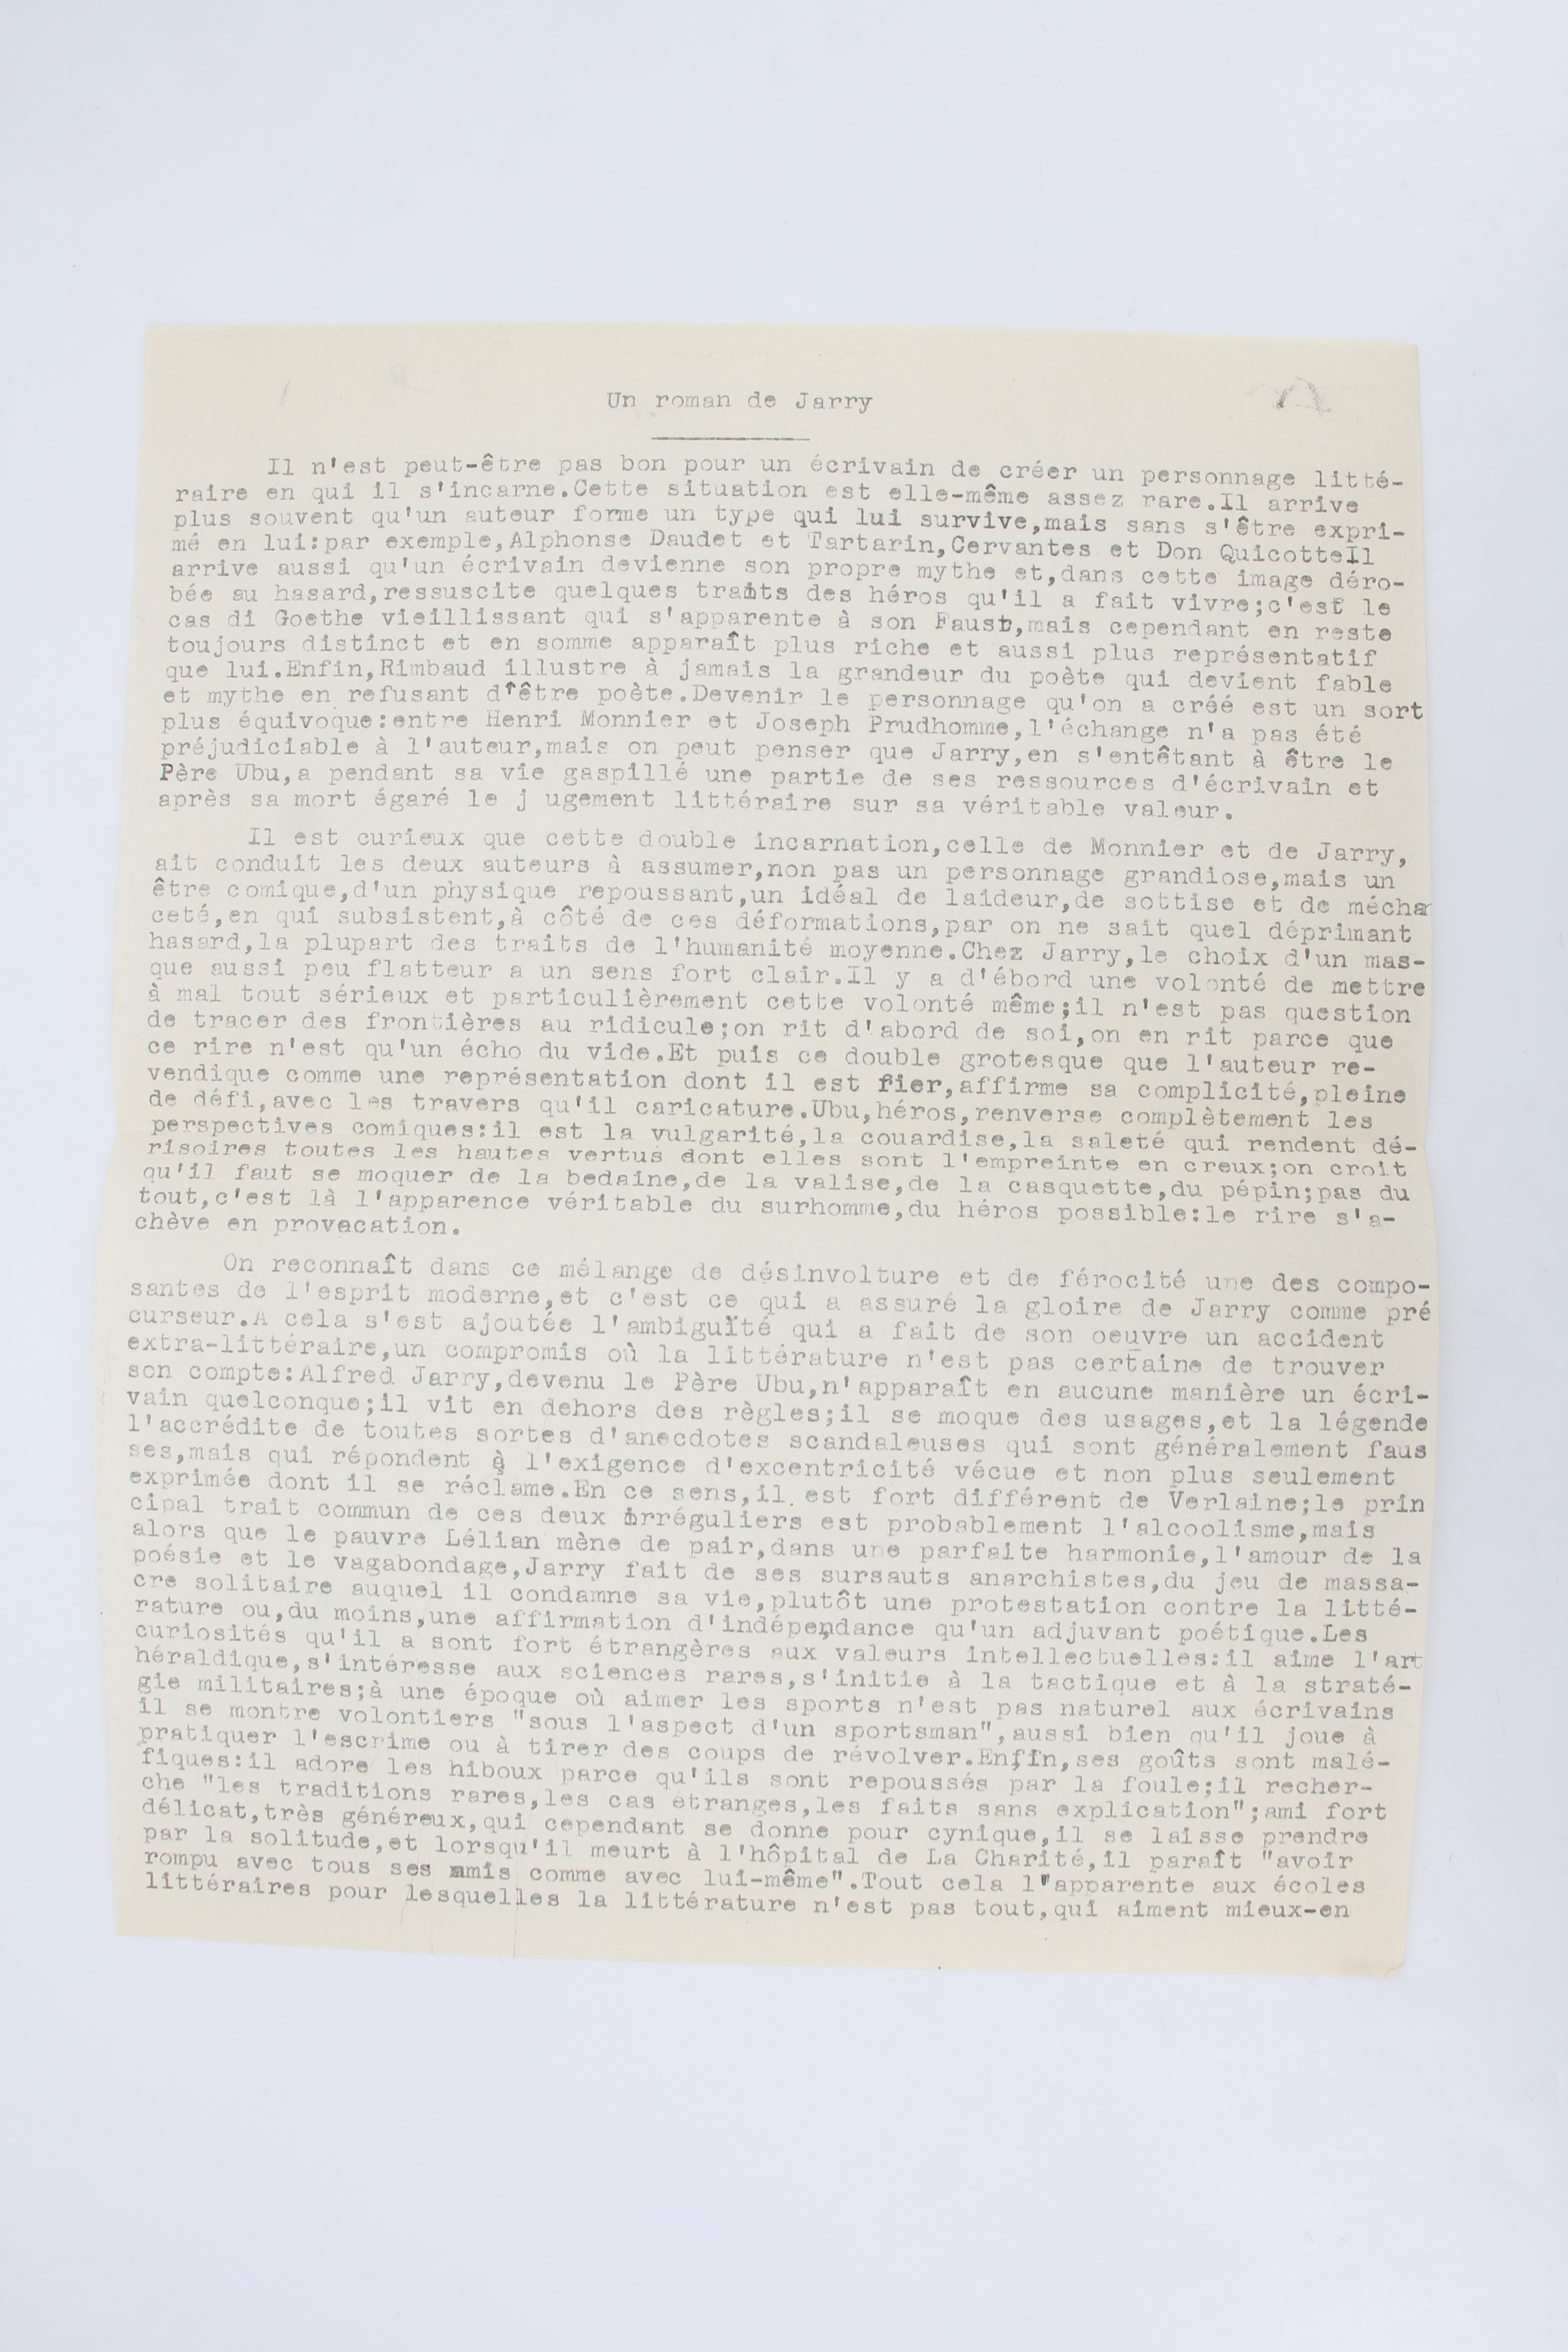 Un roman de Jarry
Il n'est peut-être pas bon pour un écrivain de créer un personnage litté-
raire en qui il s'incarne.Cette situation est elle-même assez rare.Il arrive
plus souvent qu'un auteur forme un type qui lui survive,mais sans s'être expri-
mé en lui:par exemple,Alphonse Daudet et Tartarin,Cervantes et Don QuicotteIl
arrive aussi qu'un écrivain devienne son propre mythe et,dans cette image déro-
bée au hasard,ressuscite quelques traits des héros qu'il a fait vivre;c'est le
cas di Goethe vieillissant qui s'apparente à son Faust,mais cependant en reste
toujours distinct et en somme apparaît plus riche et aussi plus représentatif
que lui.Enfin,Rimbaud illustre à jamais la grandeur du poète qui devient fable
et mythe en refusant d'être poète.Devenir le personnage qu'on a créé est un sort
plus équivoque:entre Henri Monnier et Joseph Prudhomme,l'échange n'a pas été
préjudiciable à l'auteur,mais on peut penser que Jarry,en s'entêtant à être le
Père Ubu,a pendant sa vie gaspillé une partie de ses ressources d'écrivain et
après sa mort égaré le j ugement littéraire sur sa véritable valeur.
Il est curieux que cette double incarnation,celle de Monnier et de Jarry,
ait conduit les deux auteurs à assumer,non pas un personnage grandiose,mais un
être comique,d'un physique repoussant,un idéal de laideur,de sottise et de méchan
ceté,en qui subsistent,à côté de ces déformations,par on ne sait quel déprimant
hasard,la plupart des traits de l'humanité moyenne.Chez Jarry,le choix d'un mas-
que aussi peu flatteur a un sens fort clair.Il y a d'ébord une volonté de mettre
à mal tout sérieux et particulièrement cette volonté même;il n'est pas question
de tracer des frontières au ridicule;on rit d'abord de soi,on en rit parce que
ce rire n'est qu'un écho du vide.Et puis ce double grotesque que l'auteur re-
vendique comme une représentation dont il est fier,affirme sa complicité,pleine
de défi,avec les travers qu'il caricature.Ubu,héros,renverse complètement les
perspectives comiques:il est la vulgarité,la couardise,la saleté qui rendent dé-
risoires toutes les hautes vertus dont elles sont l'empreinte en creux;on croit
qu'il faut se moquer de la bedaine,de la valise,de la casquette,du pépin;pas du
tout,c'est là l'apparence véritable du surhomme,du héros possible:le rire s'a-
chève en provacation.
On reconnaît dans ce mélange de désinvolture et de férocité une des compo-
santes de l'esprit moderne,et c'est ce qui a assuré la gloire de Jarry comme pré
curseur.A cela s'est ajoutée l'ambiguïté qui a fait de son oeuvre un accident
extra-littéraire,un compromis où la littérature n'est pas certaine de trouver
son compte:Alfred Jarry,devenu le Père Ubu,n'apparaît en aucune manière un écri-
vain quelconque;il vit en dehors des règles;il se moque des usages,et la légende
l'accrédite de toutes sortes d'anecdotes scandaleuses qui sont généralement faus
ses,mais qui répondent à l'exigence d'excentricité vécue et non plus seulement
exprimée dont il se réclame.En ce sens,il est fort différent de Verlaine;le prin
cipal trait commun de ces deux irréguliers est probablement l'alcoolisme,mais
alors que le pauvre Lélian mène de pair,dans une parfaite harmonie,l'amour de la
poésie et le vagabondage,Jarry fait de ses sursauts anarchistes,du jeu de massa-
cre solitaire auquel il condamne sa vie,plutôt une protestation contre la litté-
rature ou,du moins,une affirmation d'indépendance qu'un adjuvant poétique.Les
curiosités qu'il a sont fort étrangères aux valeurs intellectuelles:il aime l'art
héraldique,s'intéresse aux sciences rares,s'initie à la tactique et à la straté-
gie militaires;à une époque où aimer les sports n'est pas naturel aux écrivains
il se montre volontiers "sous l'aspect d'un sportsman",aussi bien qu'il joue à
pratiquer l'escrime ou à tirer des coups de révolver.Enfin,ses goûts sont malé-
fiques:il adore les hiboux parce qu'ils sont repoussés par la foule;il recher-
che "les traditions rares,les cas étranges,les faits sans explication";ami fort
délicat,très généreux,qui cependant se donne pour cynique,il se laisse prendre
par la solitude,et lorsqu'il meurt à l'hôpital de La Charité,il paraît "avoir
rompu avec tous ses amis comme avec lui-même".Tout cela l'apparente aux écoles
littéraires pour lesquelles la littérature n'est pas tout,qui aiment mieux-en